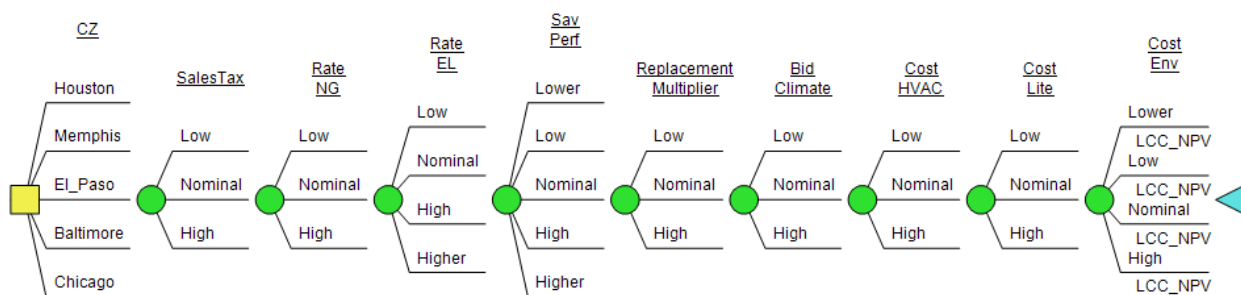 CZ
Houston
Memphis
El_Paso
Baltimore
Chicago
SalesTax
Low
Nominal
High
Rate
NG
Low
Nominal
High
Rate
EL
Low
Nominal
High
Higher
Sav
Perf
Lower
Low
Nominal
High
Higher
Replacement
Multiplier
Low
Nominal
High
Bid
Climate
Low
Nominal
High
Cost
HVAC
Low
Nominal
High
Cost
Lite
Low
Nominal
High
Cost
Env
Lower
LCC_NPV
Low
LCC_NPV
Nominal
LCC_NPV
High
LCC_NPV